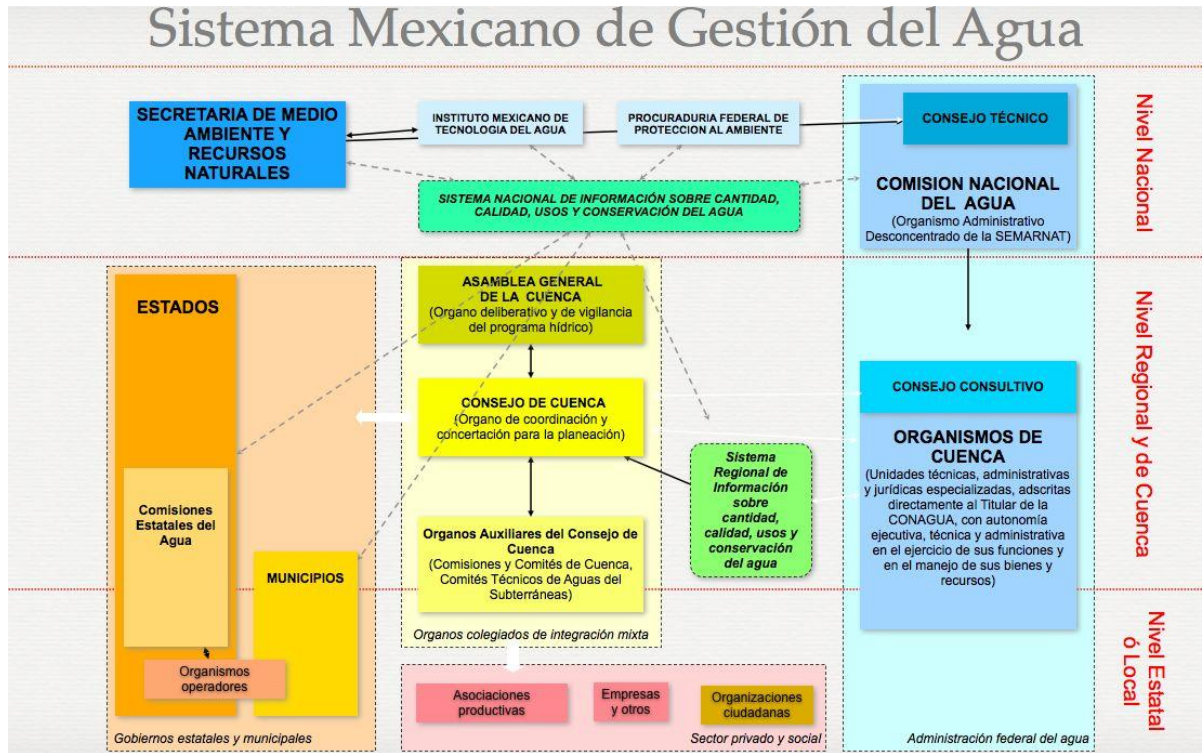 Sistema Mexicano de Gestión del Agua
SECRETARIA DE MEDIO
AMBIENTE Y
RECURSOS
NATURALES
INSTITUTO MEXICANO DE
TECNOLOGIA DEL AGUA
PROCURADURIA FEDERAL DE
PROTECCION AL AMBIENTE
CONSEJO TÉCNICO
COMISION NACIONAL
DEL AGUA
(Organismo Administrativo
Desconcentrado de la SEMARNAT)
Nivel Nacional
SISTEMA NACIONAL DE INFORMACIÓN SOBRE CANTIDAD,
CALIDAD, USOS Y CONSERVACIÓN DEL AGUA
ESTADOS
Comisiones
Estatales del
Agua
MUNICIPIOS
Organismos
operadores
Gobiernos estatales y municipales
ASAMBLEA GENERAL
DE LA CUENCA
(Organo deliberativo y de vigilancia
del programa hídrico)
CONSEJO DE CUENCA
(Órgano de coordinación y
concertación para la planeación)
Organos Auxiliares del Consejo de
Cuenca
(Comisiones y Comités de Cuenca,
Comités Técnicos de Aguas del
Subterráneas)
Organos colegiados de integración mixta
Sistema
Regional de
Información
sobre
cantidad,
calidad, usos y
conservación
del agua
CONSEJO CONSULTIVO
ORGANISMOS DE
CUENCA
(Unidades técnicas, administrativas
y jurídicas especializadas, adscritas
directamente al Titular de la
CONAGUA, con autonomía
ejecutiva, técnica y administrativa
en el ejercicio de sus funciones y
en el manejo de sus bienes y
recursos)
Nivel Regional y de Cuenca
Asociaciones
productivas
Empresas
y otros
Organizaciones
ciudadanas
Sector privado y social
Administración federal del agua
Nivel Estatal
ó Local